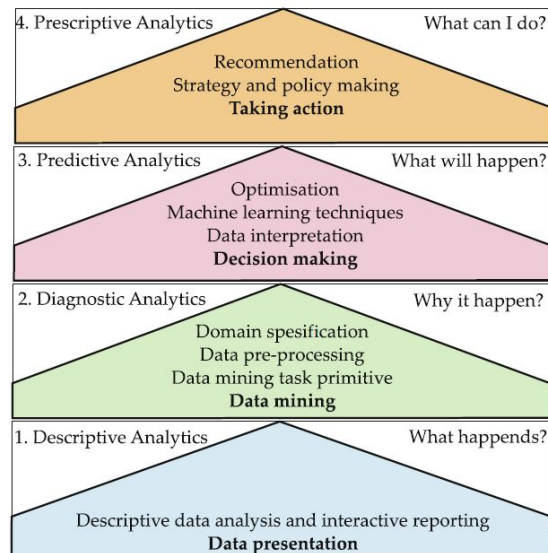 4. Prescriptive Analytics What can I do?
Recommendation
Strategy and policy making
Taking action
3. Predictive Analytics What will happen?
Optimisation
Machine learning techniques
Data interpretation
Decision making
2. Diagnostic Analytics Why it happen?
Domain spesification
Data pre-processing
Data mining task primitive
Data mining
1. Descriptive Analytics What happends?
Descriptive data analysis and interactive reporting
Data presentation